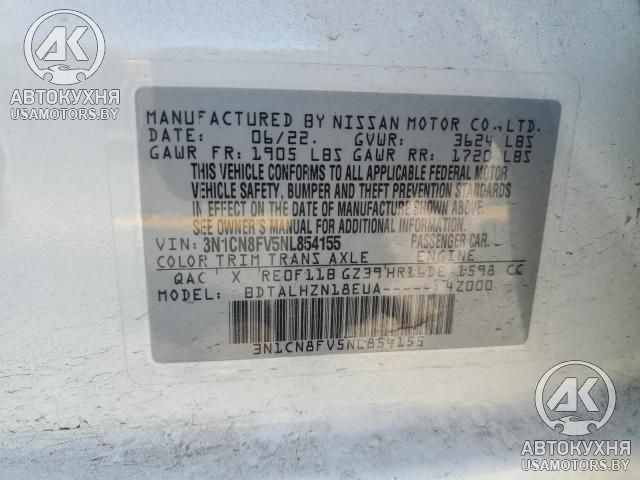 AK
АВТОКУХНЯ
USAMOTORS.BY
MANUFACTURED BY NISSAN MOTOR CO.,LTD.
DATE: 06/22. GVWR: 3624 LBS
GAWR FR: 1905 LBS GAWR RR: 1720 LBS
THIS VEHICLE CONFORMS TO ALL APPLICABLE FEDERAL MOTOR
VEHICLE SAFETY, BUMPER AND THEFT PREVENTION STANDARDS
IN EFFECT ON THE DATE OF MANUFACTURE SHOWN ABOVE.
SEE OWNER'S MANUAL FOR ADDITIONAL INFORMATION.
VIN: 3N1CN8FV5NL854155 PASSENGER CAR
COLOR TRIM TRANS AXLE ENGINE
QAC X RE0F11B GZ39 HR16DE 1598 CC
MODEL: BDTALHZN18EUA-----
4Z000
3N1CN8FV5NL854155
AK
АВТОКУХНЯ
USAMOTORS.BY